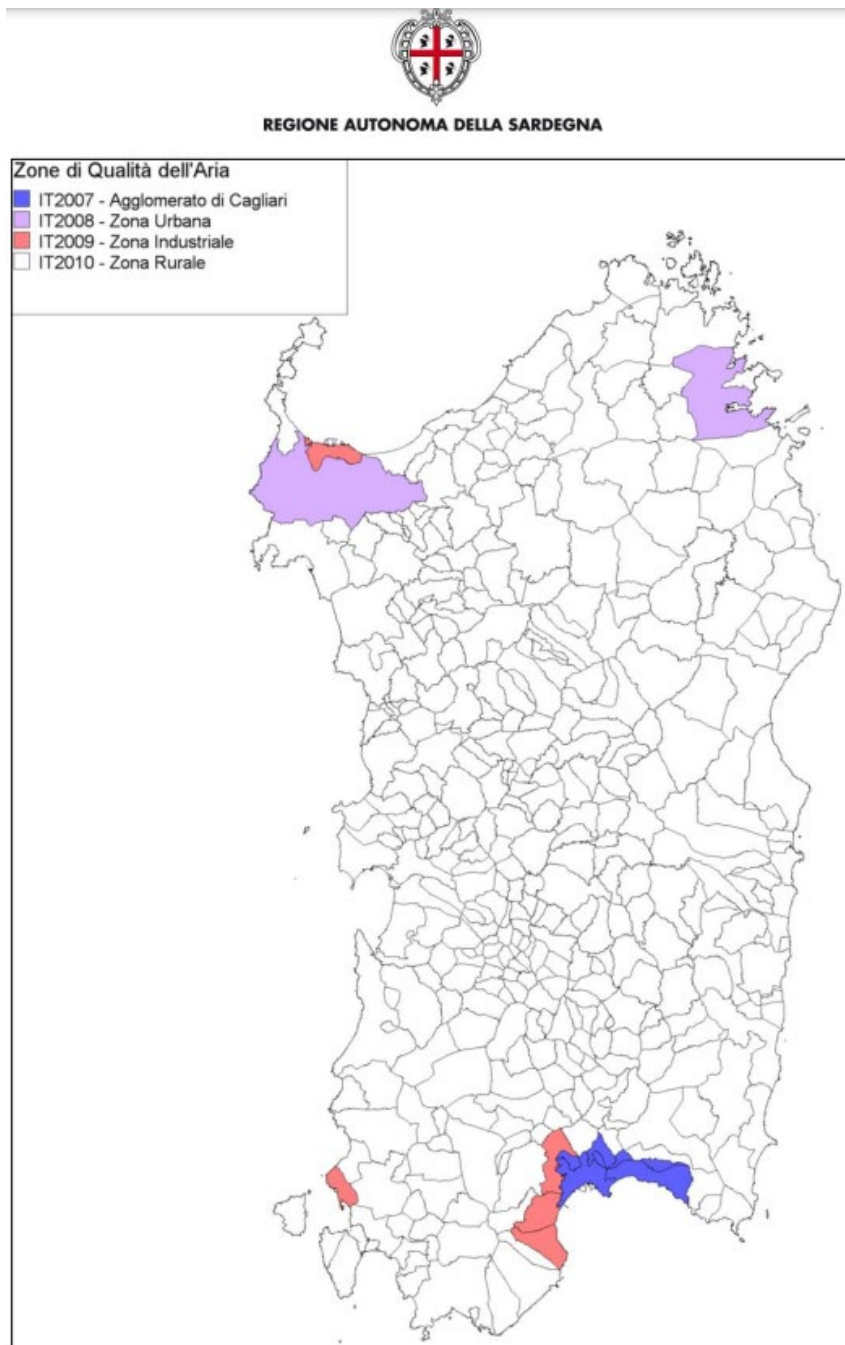 REGIONE AUTONOMA DELLA SARDEGNA
Zone di Qualità dell'Aria
IT2007 - Agglomerato di Cagliari
IT2008 - Zona Urbana
IT2009 - Zona Industriale
IT2010 - Zona Rurale